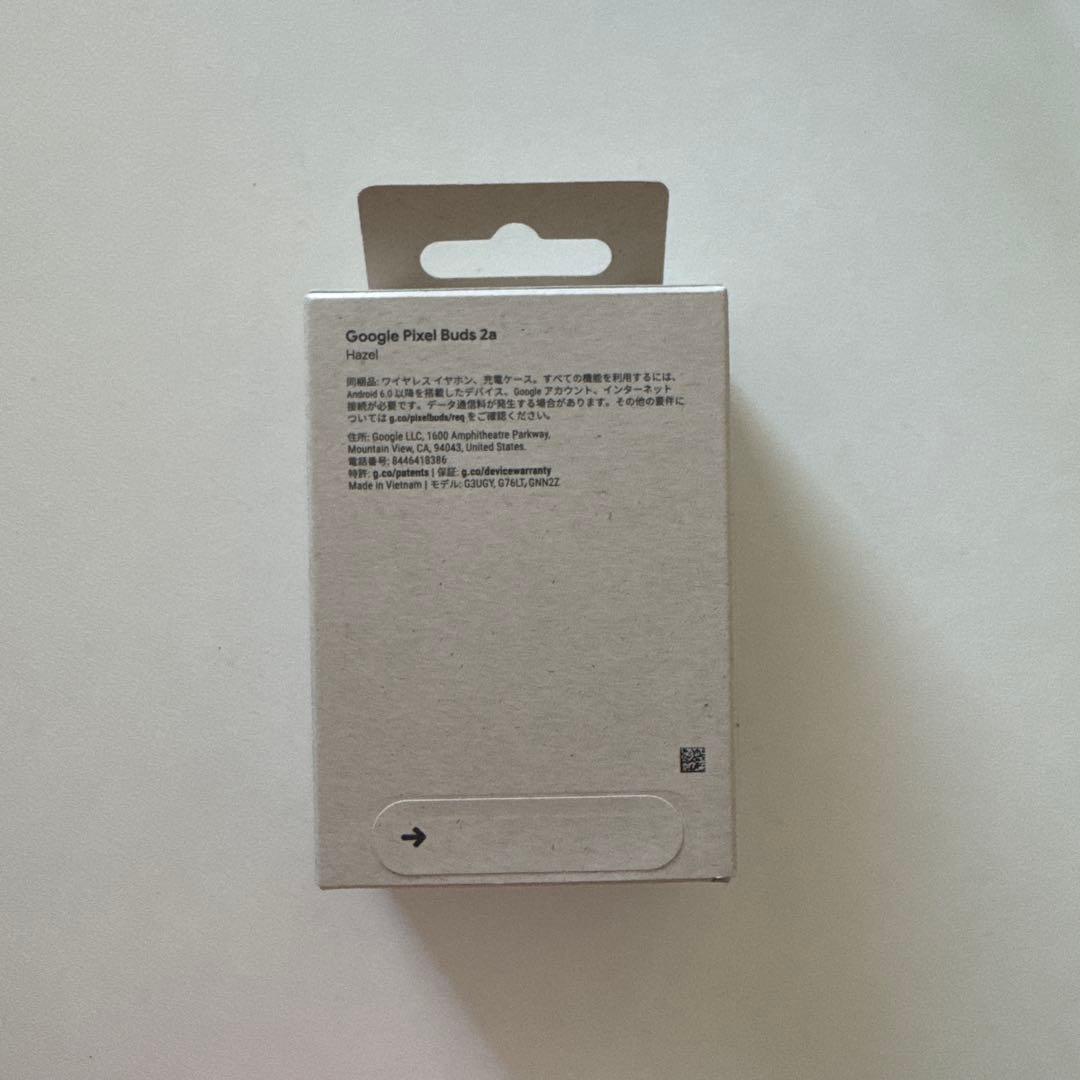 Google Pixel Buds 2a
Hazel
同梱品: ワイヤレス イヤホン、充電ケース。すべての機能を利用するには、
Android 6.0 以降を搭載したデバイス、Google アカウント、インターネット
接続が必要です。データ通信料が発生する場合があります。その他の要件に
ついては g.co/pixelbuds/req をご確認ください。
住所: Google LLC, 1600 Amphitheatre Parkway,
Mountain View, CA, 94043, United States.
電話番号: 8446418386
特許: g.co/patents | 保証: g.co/devicewarranty
Made in Vietnam | モデル: G3UGY, G76LT, GNN2Z